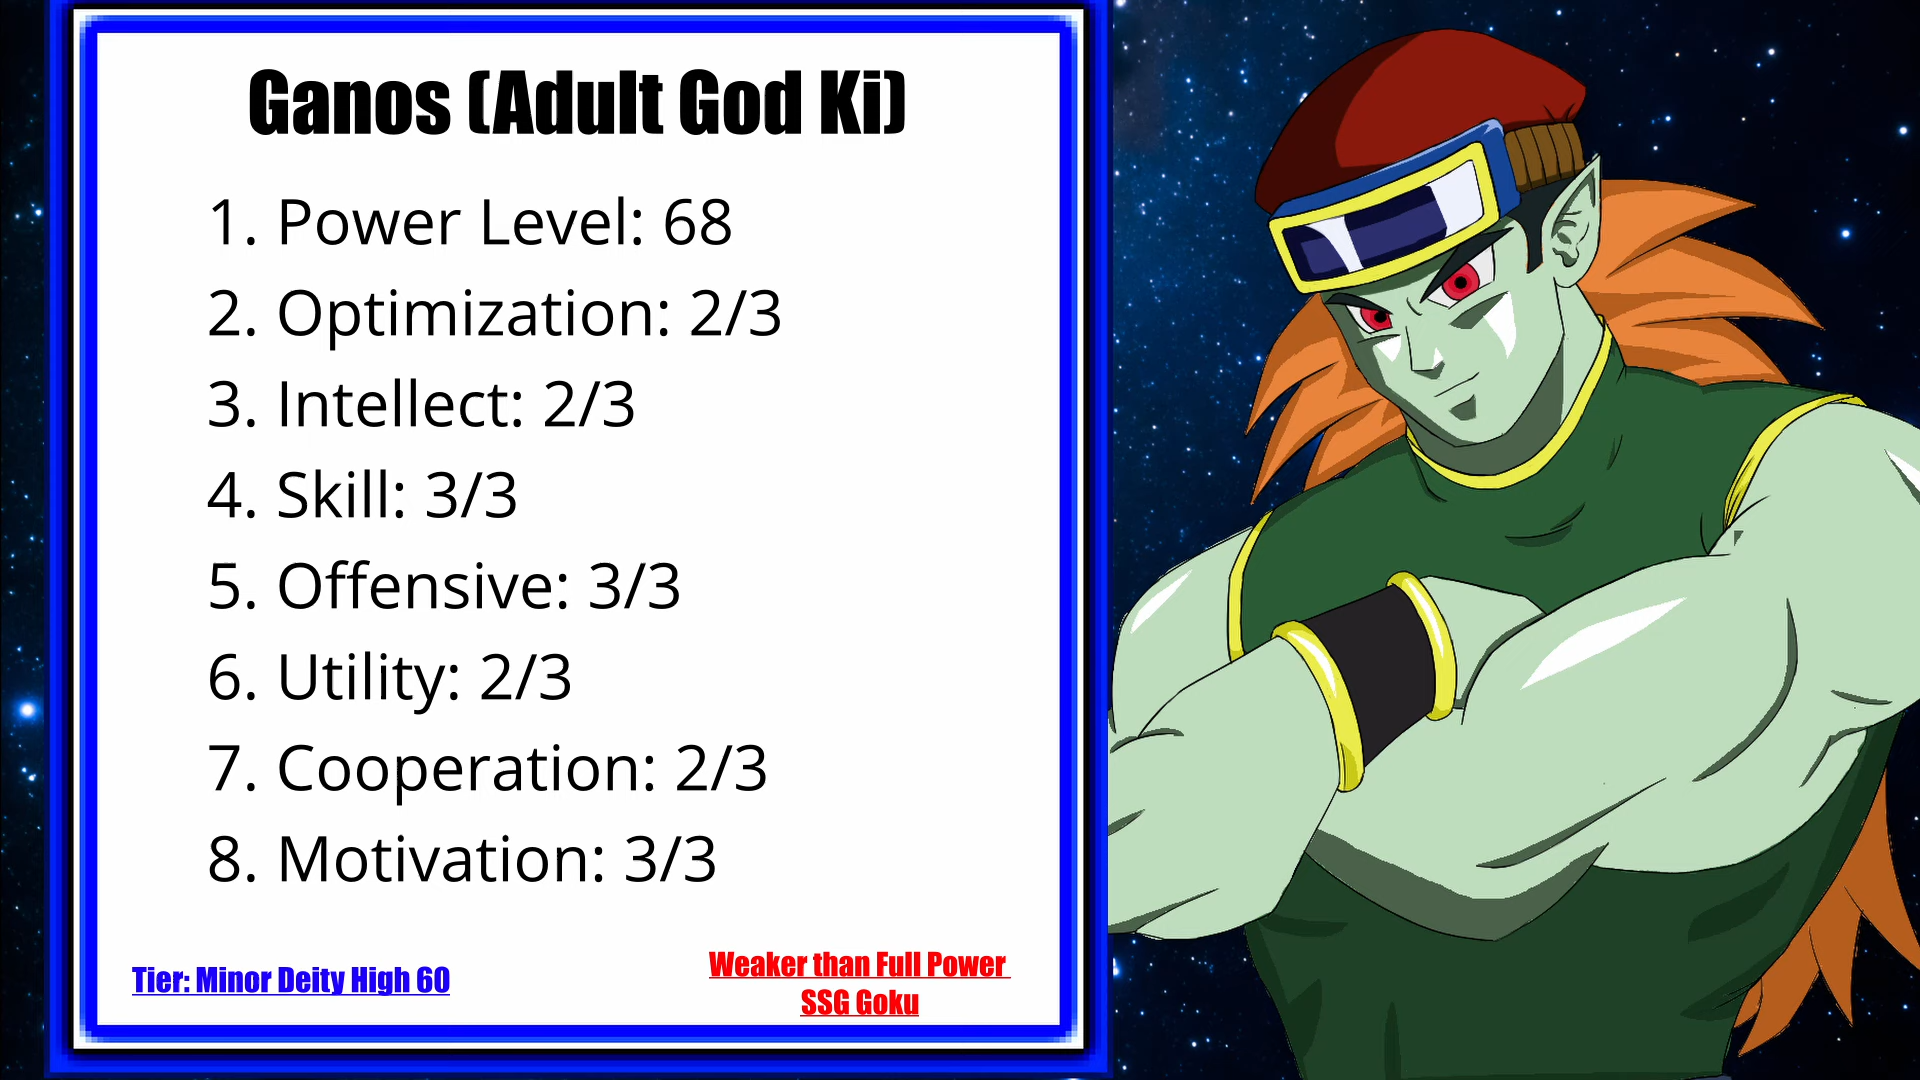 Ganos (Adult God Ki)
1. Power Level: 68
2. Optimization: 2/3
3. Intellect: 2/3
4. Skill: 3/3
5. Offensive: 3/3
6. Utility: 2/3
7. Cooperation: 2/3
8. Motivation: 3/3
Tier: Minor Deity High 60
Weaker than Full Power
SSG Goku